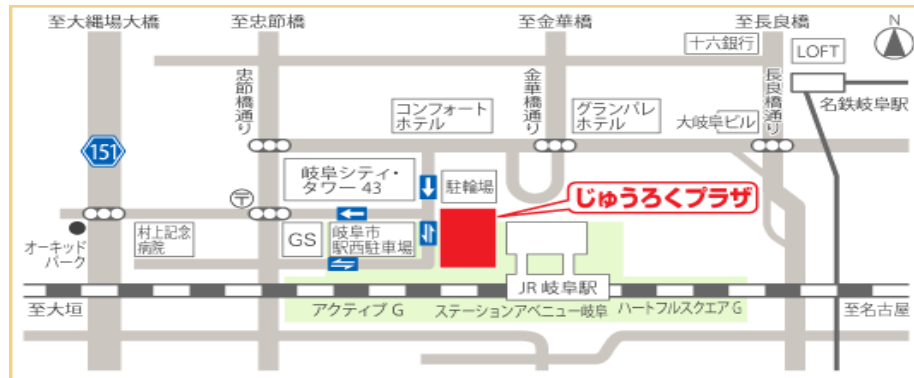 至大縄場大橋
至忠節橋
至金華橋
至長良橋
N
十六銀行
LOFT
忠節橋通り
金華橋通り
長良橋通り
名鉄岐阜駅
コンフォート
ホテル
グランパレ
ホテル
大岐阜ビル
151
岐阜シティ・
タワー43
駐輪場
じゅうろくプラザ
〒
オーキッド
パーク
村上記念
病院
GS
岐阜市
駅西駐車場
JR岐阜駅
至大垣
アクティブG
ステーションアベニュー岐阜
ハートフルスクエアG
至名古屋